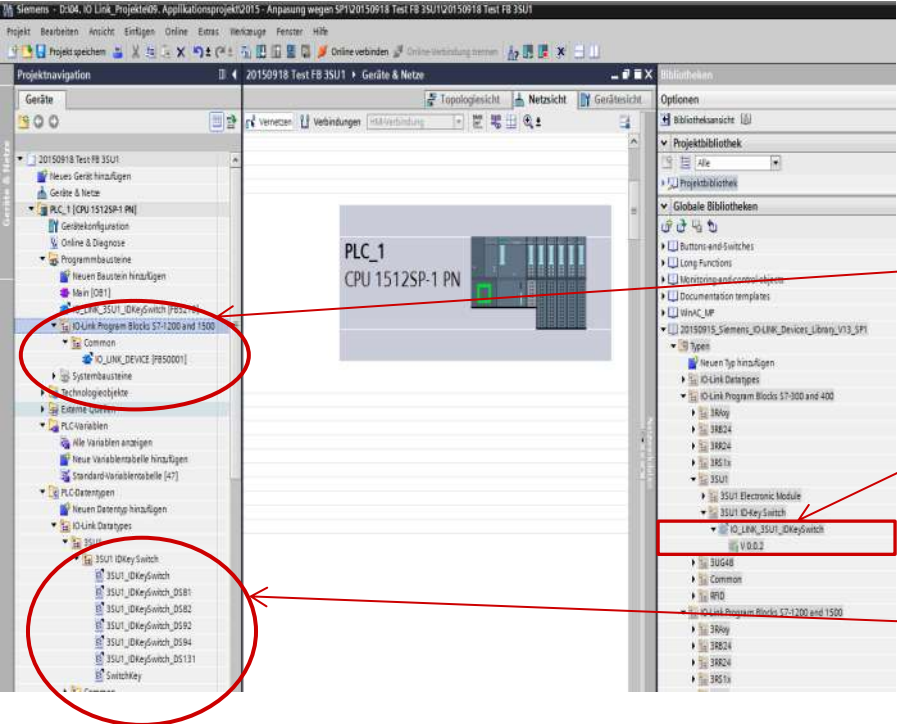 Siemens - D:\04. IO Link_Projekte\09. Applikationsprojekt\2015 - Anpasung wegen SP1\20150918 Test FB 3SU1\20150918 Test FB 3SU1
Projekt Bearbeiten Ansicht Einfügen Online Extras Werkzeuge Fenster Hilfe
Projekt speichern Online verbinden Online-Verbindung trennen
Projektnavigation
Geräte
Geräte & Netze
20150918 Test FB 3SU1
Neues Gerät hinzufügen
Geräte & Netze
PLC_1 [CPU 1512SP-1 PN]
Gerätekonfiguration
Online & Diagnose
Programmbausteine
Neuen Baustein hinzufügen
Main [OB1]
IO_LINK_3SU1_IDKeySwitch
IO-Link Program Blocks S7-1200 and 1500
Common
IO_LINK_DEVICE [FB50001]
Systembausteine
Technologieobjekte
Externe Quellen
PLC-Variablen
Alle Variablen anzeigen
Neue Variablentabelle hinzufügen
Standard-Variablentabelle [47]
PLC-Datentypen
Neuen Datentyp hinzufügen
IO-Link Datatypes
3SU1
3SU1 IDKey Switch
3SU1_IDKeySwitch
3SU1_IDKeySwitch_DS81
3SU1_IDKeySwitch_DS82
3SU1_IDKeySwitch_DS92
3SU1_IDKeySwitch_DS94
3SU1_IDKeySwitch_DS131
SwitchKey
Common
20150918 Test FB 3SU1 Geräte & Netze
Topologiesicht Netzsicht Gerätesicht
Vernetzen Verbindungen HMI-Verbindung
PLC_1
CPU 1512SP-1 PN
Bibliotheken
Optionen
Bibliotheksansicht
Projektbibliothek
Alle
Projektbibliothek
Globale Bibliotheken
Buttons-and-Switches
Long Functions
Monitoring-and-control-objects
Documentation templates
WinAC_MP
20150915_Siemens_IO-LINK_Devices_Library_V13_SP1
Typen
Neuen Typ hinzufügen
IO-Link Datatypes
IO-Link Program Blocks S7-300 and 400
3RA6y
3RB24
3RR24
3RS1x
3SU1
3SU1 Electronic Module
3SU1 ID-Key Switch
IO_LINK_3SU1_IDKeySwitch
V 0.0.2
3UG48
Common
RFID
IO-Link Program Blocks S7-1200 and 1500
3RA6y
3RB24
3RR24
3RS1x